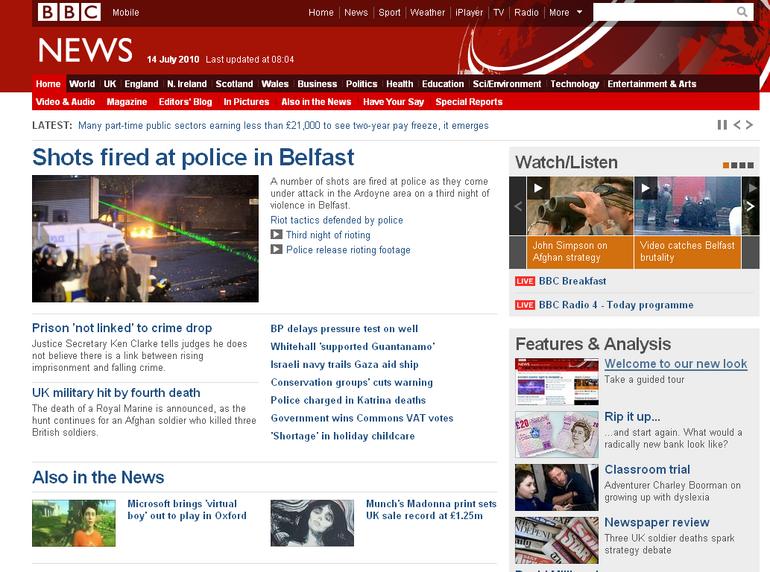 BBC Mobile Home News Sport Weather iPlayer TV Radio More
NEWS 14 July 2010 Last updated at 08:04
Home World UK England N. Ireland Scotland Wales Business Politics Health Education Sci/Environment Technology Entertainment & Arts
Video & Audio Magazine Editors' Blog In Pictures Also in the News Have Your Say Special Reports
LATEST: Many part-time public sectors earning less than £21,000 to see two-year pay freeze, it emerges
Shots fired at police in Belfast
A number of shots are fired at police as they come
under attack in the Ardoyne area on a third night of
violence in Belfast.
Riot tactics defended by police
Third night of rioting
Police release rioting footage
Prison 'not linked' to crime drop
Justice Secretary Ken Clarke tells judges he does
not believe there is a link between rising
imprisonment and falling crime.
UK military hit by fourth death
The death of a Royal Marine is announced, as the
hunt continues for an Afghan soldier who killed three
British soldiers.
BP delays pressure test on well
Whitehall 'supported Guantanamo'
Israeli navy trails Gaza aid ship
Conservation groups' cuts warning
Police charged in Katrina deaths
Government wins Commons VAT votes
'Shortage' in holiday childcare
Also in the News
Microsoft brings 'virtual
boy' out to play in Oxford
Munch's Madonna print sets
UK sale record at £1.25m
Watch/Listen
John Simpson on
Afghan strategy
Video catches Belfast
brutality
LIVE BBC Breakfast
LIVE BBC Radio 4 - Today programme
Features & Analysis
Welcome to our new look
Take a guided tour
£20
Rip it up...
...and start again. What would a
radically new bank look like?
Classroom trial
Adventurer Charley Boorman on
growing up with dyslexia
Newspaper review
Three UK soldier deaths spark
strategy debate